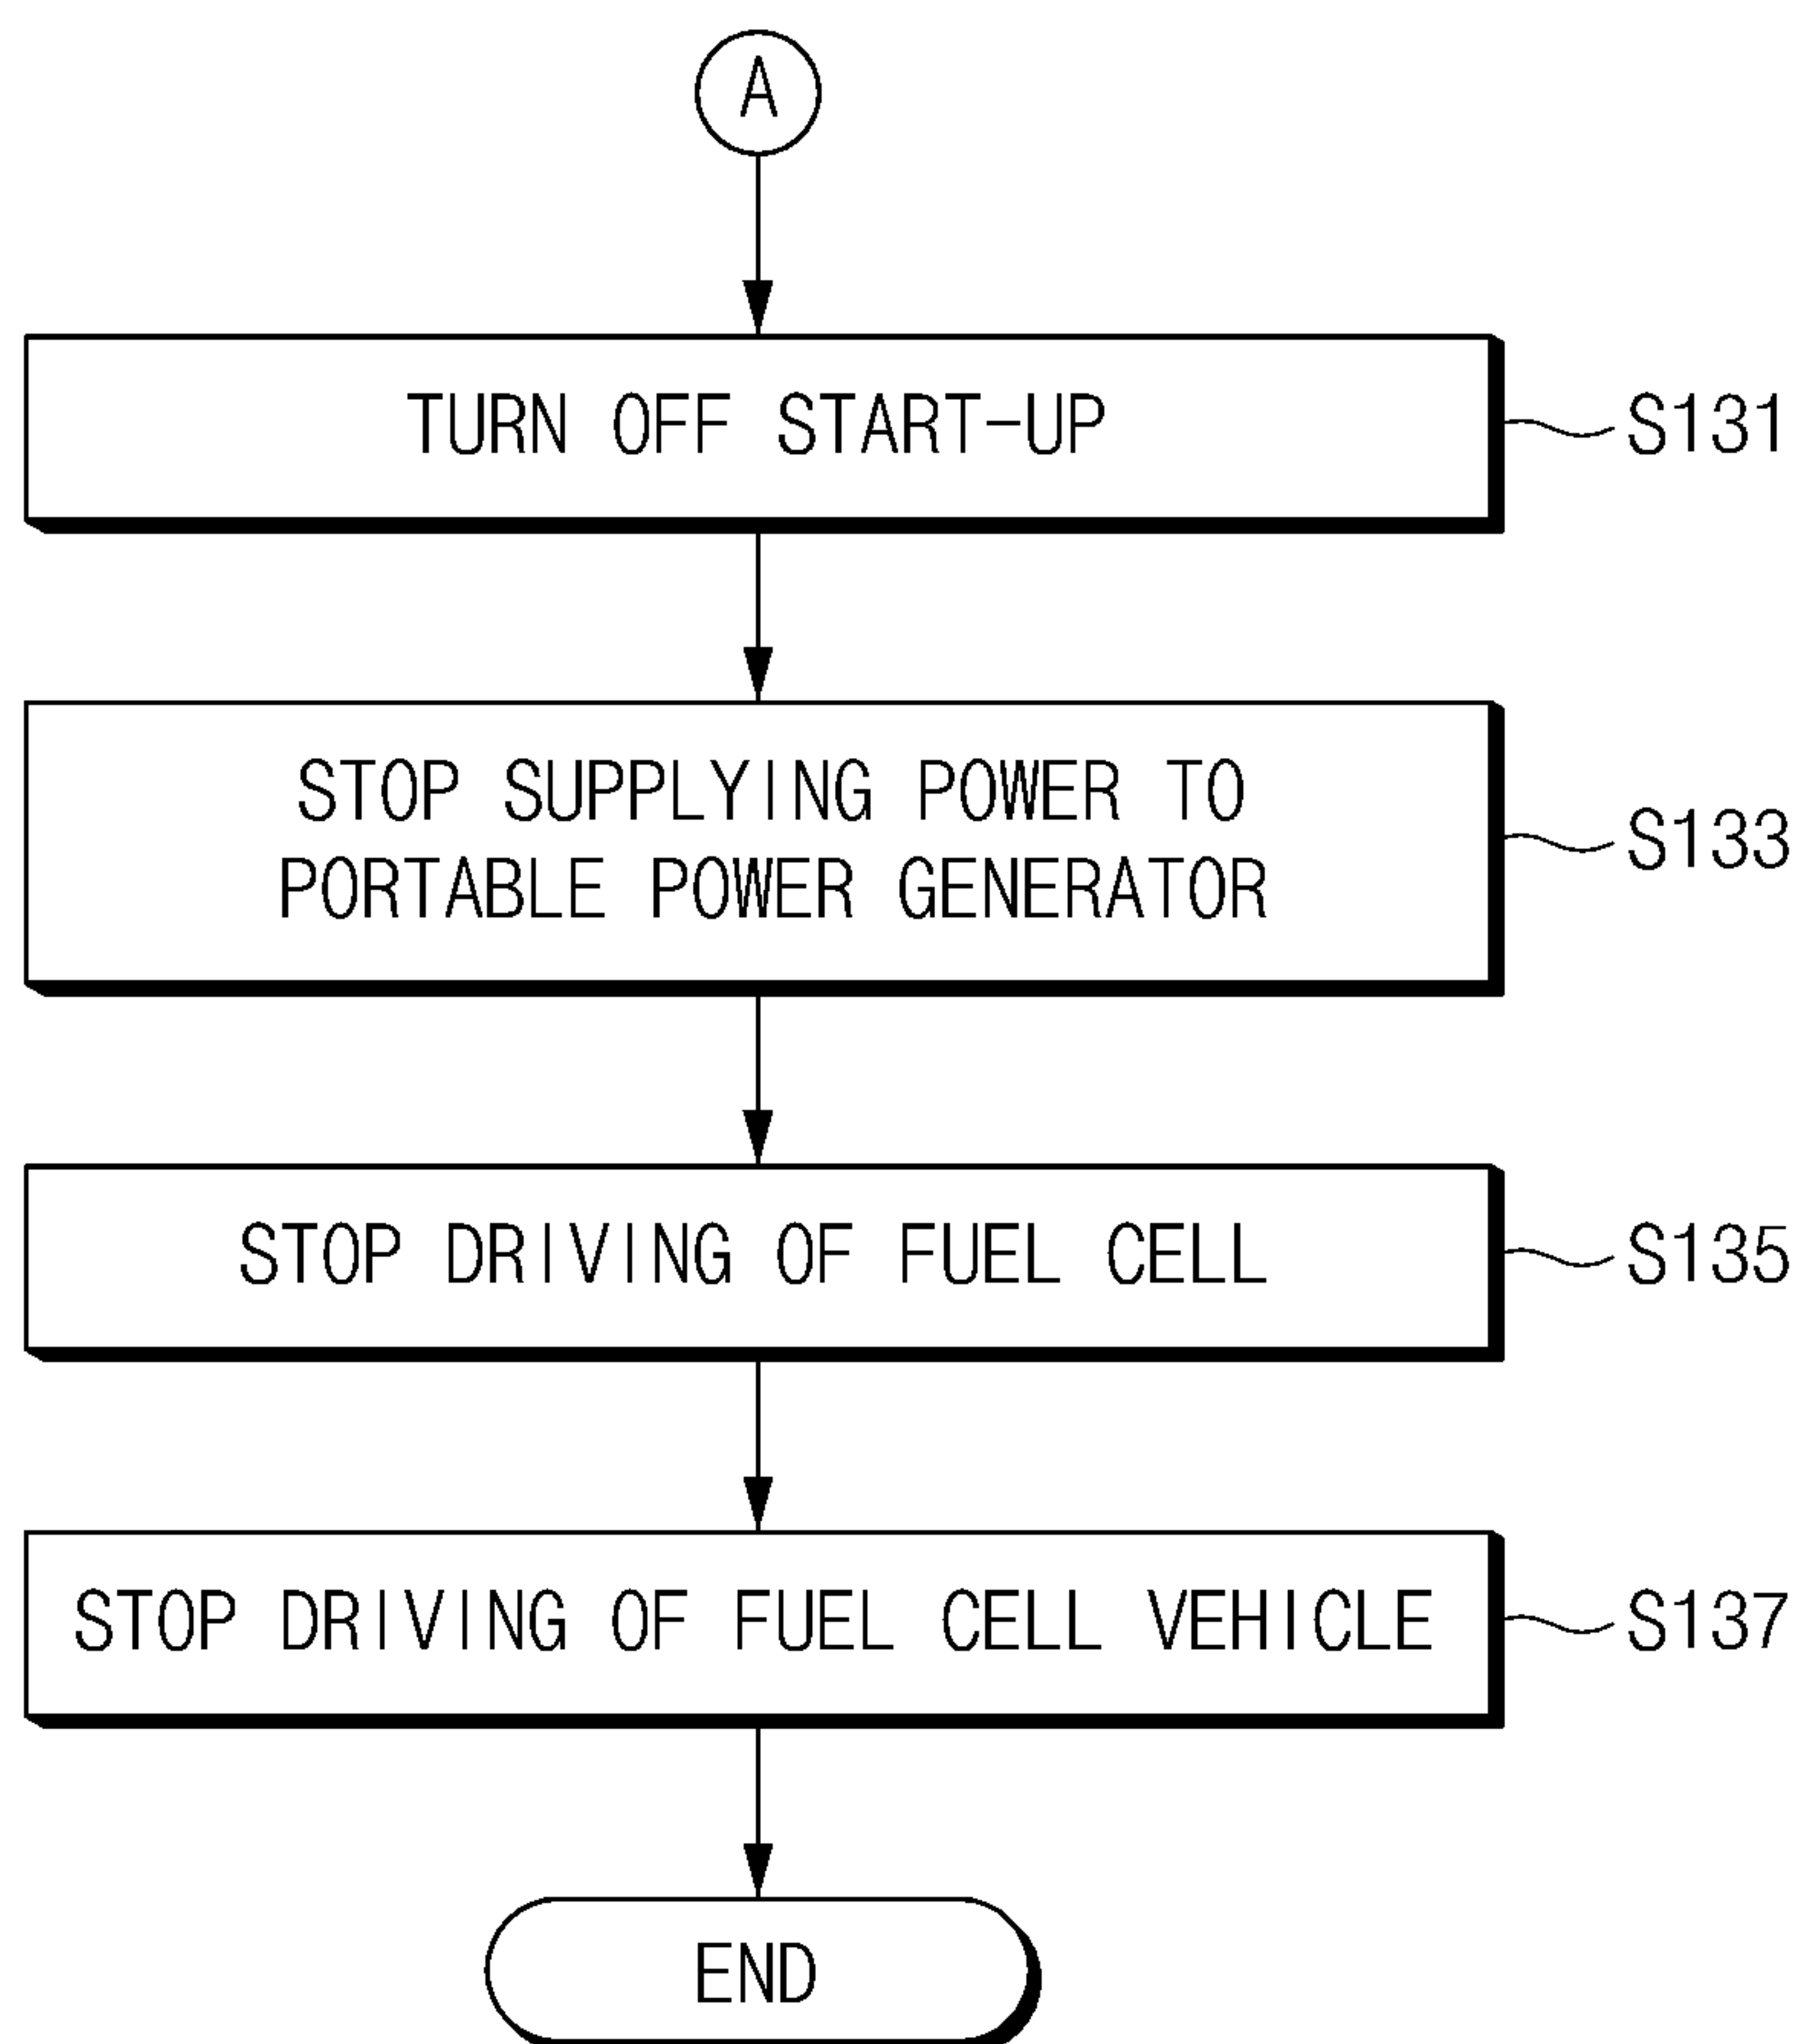 A
TURN OFF START-UP
S131
STOP SUPPLYING POWER TO
PORTABLE POWER GENERATOR
S133
STOP DRIVING OF FUEL CELL
S135
STOP DRIVING OF FUEL CELL VEHICLE
S137
END